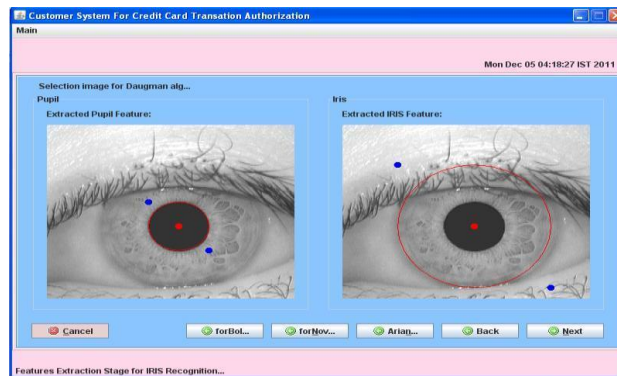 Customer System For Credit Card Transation Authorization
Main
Mon Dec 05 04:18:27 IST 2011
Selection image for Daugman alg...
Pupil
Extracted Pupil Feature:
Iris
Extracted IRIS Feature:
Cancel
forBol...
forNov...
Arian...
Back
Next
Features Extraction Stage for IRIS Recognition...